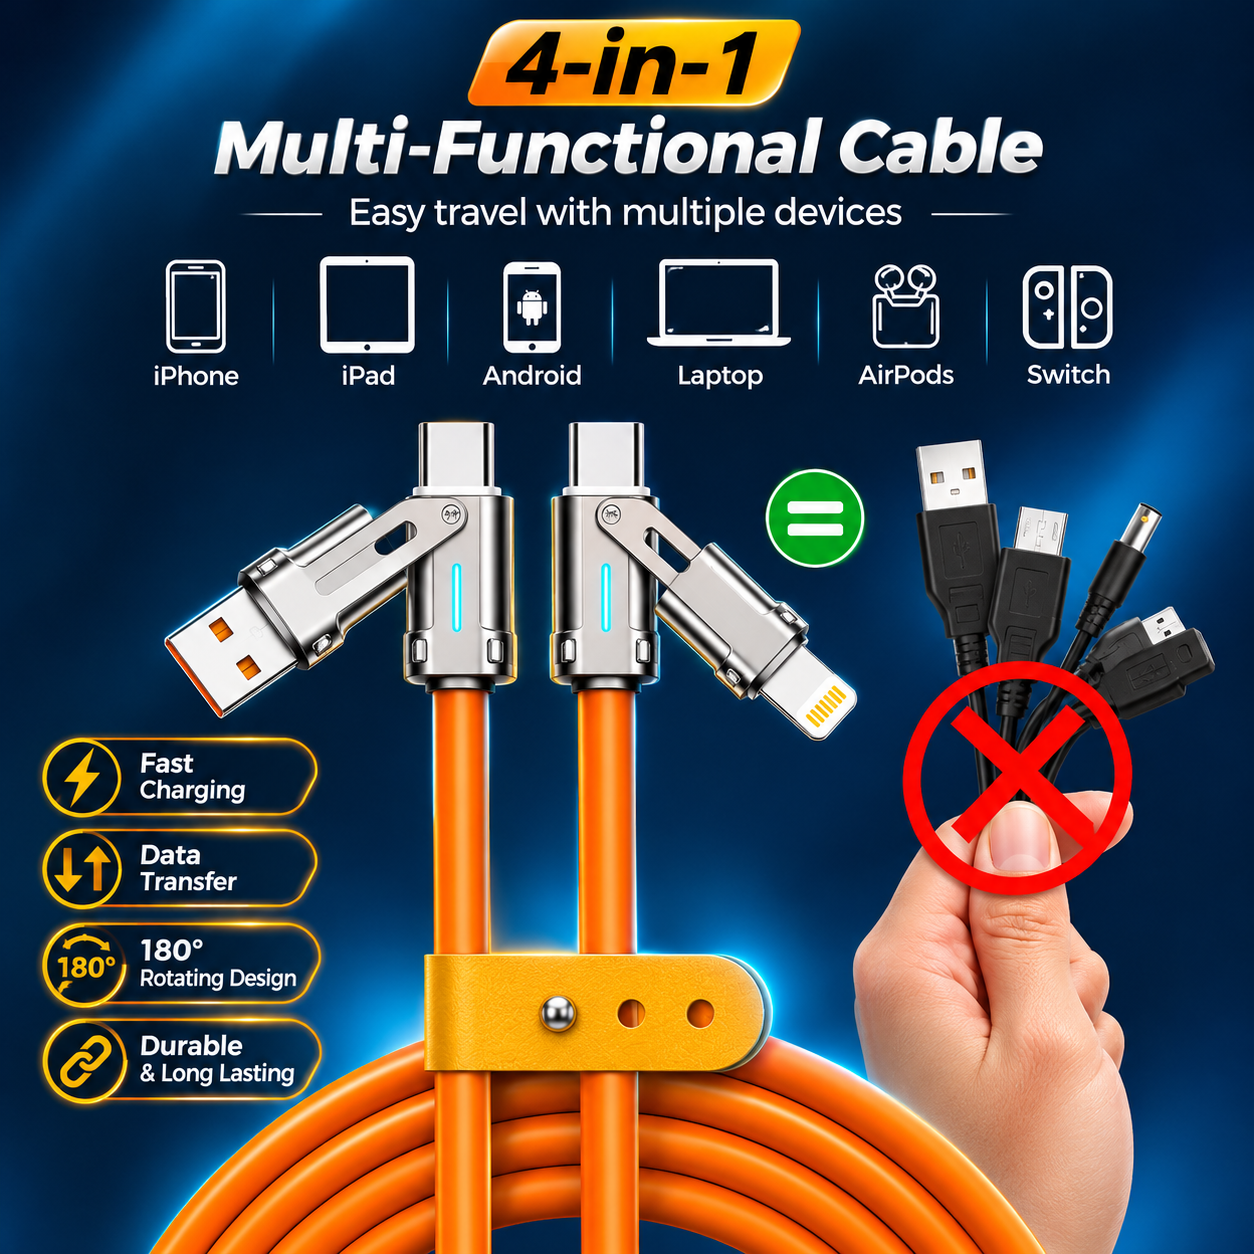 4-in-1
Multi-Functional Cable
Easy travel with multiple devices
iPhone
iPad
Android
Laptop
AirPods
Switch
Fast
Charging
Data
Transfer
180°
180°
Rotating Design
Durable
& Long Lasting